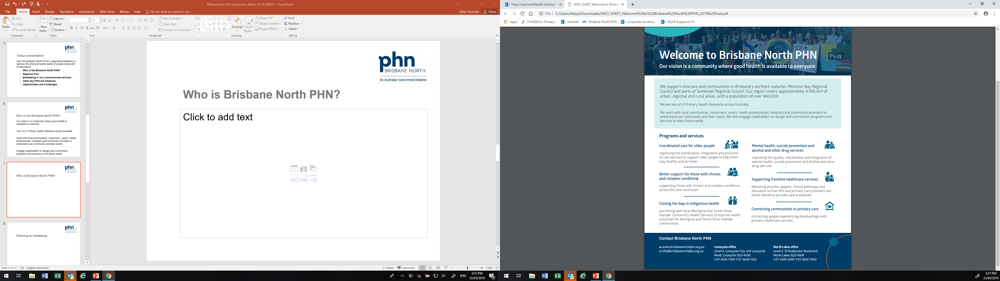 PResentation EW Symposium March 2019 DRAFT - PowerPoint
File Home Insert Design Transitions Animations Slide Show Review View Tell me what you want to do... Libby Dunstan Share
Paste
Cut
Copy
Format Painter
Clipboard
New Slide
Layout
Reset
Section
Slides
24
B I U S abc AV Aa A
Font
Text Direction
Align Text
Convert to SmartArt
Paragraph
Arrange
Quick Styles
Shape Fill
Shape Outline
Shape Effects
Drawing
Find
Replace
Select
Editing
5
phn
Todays presentation
How the Brisbane North PHN is supporting initiatives to
address the physical health needs of people living with
mental illness
• Who is the Brisbane North PHN?
• Regional Plan
• Embedding in our commissioned services
• Other key PHN led initiatives
• Opportunities and Challenges
6
phn
Who is the Brisbane North PHN?
Our vision is a community where good health is
available to everyone
One of 31 Primary Health Networks across Australia
Work with local communities, consumers, carers, health
professionals, hospitals and community providers to
understand our community and their needs
Engage stakeholders to design and commission
programs and services to met those needs
7
phn
Who is Brisbane North PHN?
8
phn
Planning for Wellbeing
phn
BRISBANE NORTH
An Australian Government Initiative
Who is Brisbane North PHN?
Click to add text
Slide 7 of 12 English (Australia) Notes Comments 118%
ENG 3:37 PM
22/03/2019 4
https://partners4health.sharepoi INFO_SHEET_Welcome to Brisba
File C:/Users/libbyd/Downloads/INFO_SHEET_Welcome%20to%20Brisbane%20North%20PHN_2019%20final.pdf
Apps ChilliDB for Primary... Intranet phn Brisbane North PHN Corporate Governa... MyHR Expansion Pr...
PHN
Welcome to Brisbane North PHN
Our vision is a community where good health is available to everyone.
We support clinicians and communities in Brisbane's northern suburbs, Moreton Bay Regional
Council and parts of Somerset Regional Council. Our region covers approximately 4,100 km² of
urban, regional and rural areas, with a population of over 960,000.
We are one of 31 Primary Health Networks across Australia.
We work with local communities, consumers, carers, health professionals, hospitals and community providers to
understand our community and their needs. We then engage stakeholders to design and commission programs and
services to meet those needs.
Programs and services
Coordinated care for older people
improving the coordination, integration and provision
of care services to support older people to help them
stay healthy and at home
Better support for those with chronic
and complex conditions
supporting those with chronic and complex conditions
across the care continuum
Closing the Gap in Indigenous health
partnering with local Aboriginal and Torres Strait
Islander Community Health Services to improve health
outcomes for Aboriginal and Torres Strait Islander
communities
Mental health, suicide prevention and
alcohol and other drug services
improving the quality, coordination and integration of
mental health, suicide prevention and alcohol and other
drug services
Supporting frontline healthcare services
delivering practice support, clinical pathways and
education so that GPs and primary care providers are
better placed to provide care to patients
Connecting communities to primary care
connecting people experiencing disadvantage with
primary healthcare services.
Contact Brisbane North PHN
w www.brisbanenorthphn.org.au
e info@brisbanenorthphn.org.au
Lutwyche office
Level 4, Lutwyche City, 543 Lutwyche
Road, Lutwyche QLD 4030
t 07 3630 7300 f 07 3630 7333
North Lakes office
Level 2, 10 Endeavour Boulevard,
North Lakes QLD 4509
t 07 3490 3490 f 07 3630 7400
3:37 PM
22/03/2019